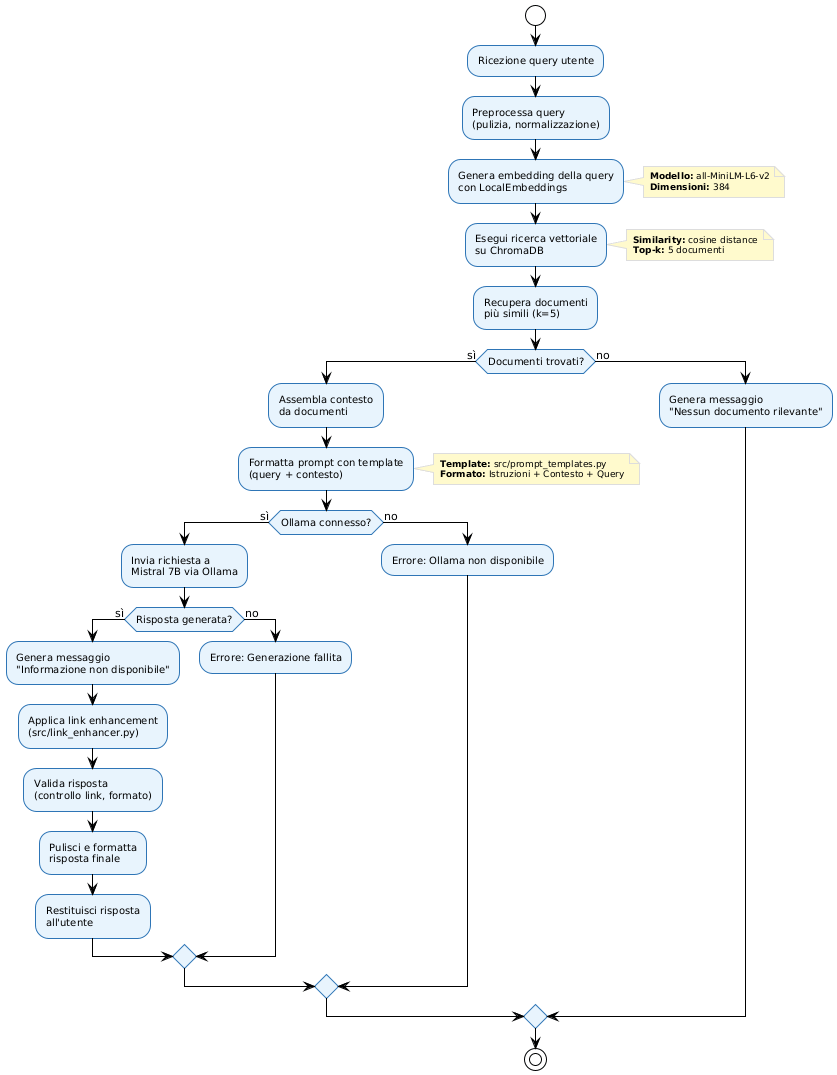 Ricezione query utente
Preprocessa query
(pulizia, normalizzazione)
Genera embedding della query
con LocalEmbeddings
Modello: all-MiniLM-L6-v2
Dimensioni: 384
Esegui ricerca vettoriale
su ChromaDB
Similarity: cosine distance
Top-k: 5 documenti
Recupera documenti
più simili (k=5)
sì
Documenti trovati?
no
Assembla contesto
da documenti
Genera messaggio
"Nessun documento rilevante"
Formatta prompt con template
(query + contesto)
Template: src/prompt_templates.py
Formato: Istruzioni + Contesto + Query
sì
Ollama connesso?
no
Invia richiesta a
Mistral 7B via Ollama
Errore: Ollama non disponibile
sì
Risposta generata?
no
Genera messaggio
"Informazione non disponibile"
Errore: Generazione fallita
Applica link enhancement
(src/link_enhancer.py)
Valida risposta
(controllo link, formato)
Pulisci e formatta
risposta finale
Restituisci risposta
all'utente